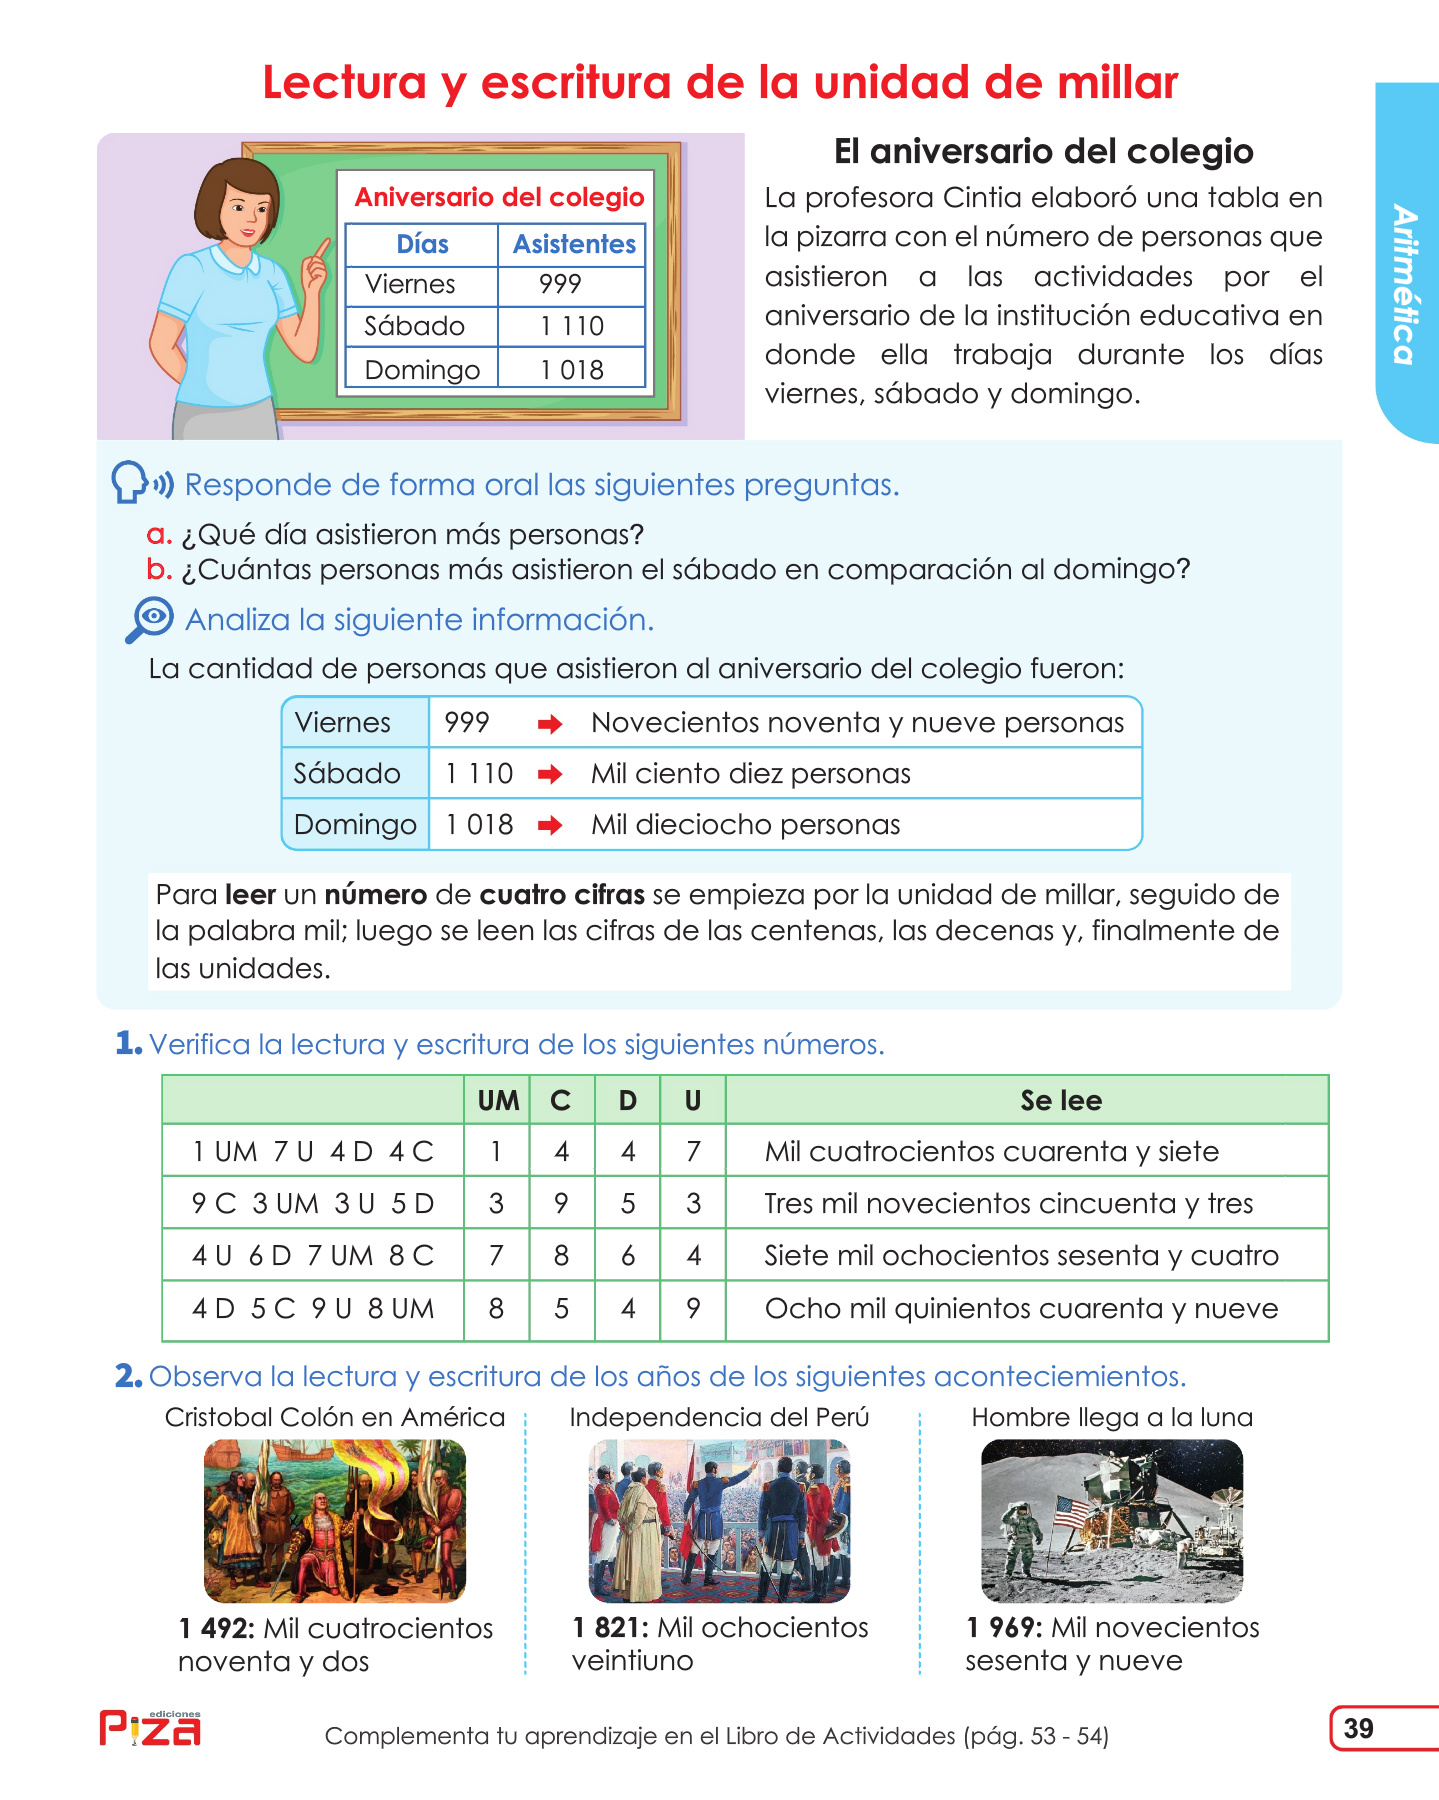 Lectura y escritura de la unidad de millar
Aritmética
Aniversario del colegio
Días Asistentes
Viernes 999
Sábado 1 110
Domingo 1 018
El aniversario del colegio
La profesora Cintia elaboró una tabla en
la pizarra con el número de personas que
asistieron a las actividades por el
aniversario de la institución educativa en
donde ella trabaja durante los días
viernes, sábado y domingo.
Responde de forma oral las siguientes preguntas.
a. ¿Qué día asistieron más personas?
b. ¿Cuántas personas más asistieron el sábado en comparación al domingo?
Analiza la siguiente información.
La cantidad de personas que asistieron al aniversario del colegio fueron:
Viernes 999 Novecientos noventa y nueve personas
Sábado 1 110 Mil ciento diez personas
Domingo 1 018 Mil dieciocho personas
Para leer un número de cuatro cifras se empieza por la unidad de millar, seguido de
la palabra mil; luego se leen las cifras de las centenas, las decenas y, finalmente de
las unidades.
1. Verifica la lectura y escritura de los siguientes números.
UM C D U Se lee
1 UM 7 U 4 D 4 C 1 4 4 7 Mil cuatrocientos cuarenta y siete
9 C 3 UM 3 U 5 D 3 9 5 3 Tres mil novecientos cincuenta y tres
4 U 6 D 7 UM 8 C 7 8 6 4 Siete mil ochocientos sesenta y cuatro
4 D 5 C 9 U 8 UM 8 5 4 9 Ocho mil quinientos cuarenta y nueve
2. Observa la lectura y escritura de los años de los siguientes aconteciemientos.
Cristobal Colón en América
1 492: Mil cuatrocientos
noventa y dos
Independencia del Perú
1 821: Mil ochocientos
veintiuno
Hombre llega a la luna
1 969: Mil novecientos
sesenta y nueve
ediciones
Piza
Complementa tu aprendizaje en el Libro de Actividades (pág. 53 - 54)
39